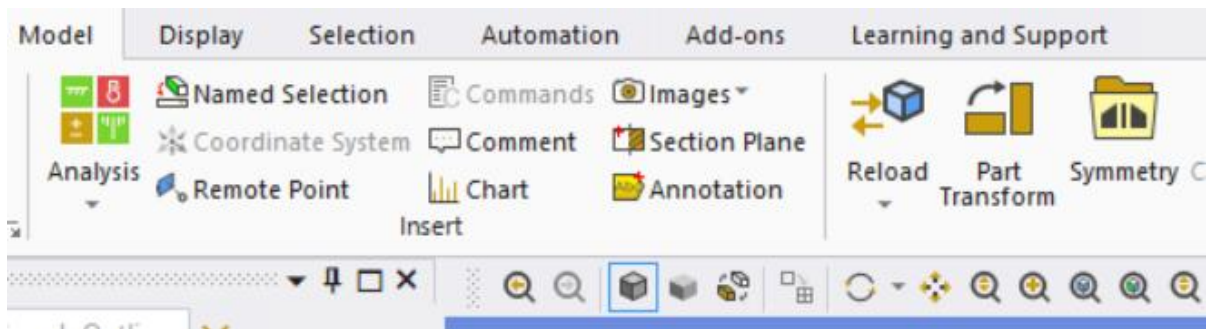 Model Display Selection Automation Add-ons Learning and Support
Named Selection Commands Images
Coordinate System Comment Section Plane
Analysis Remote Point Chart Annotation
Reload Part Transform Symmetry
Insert